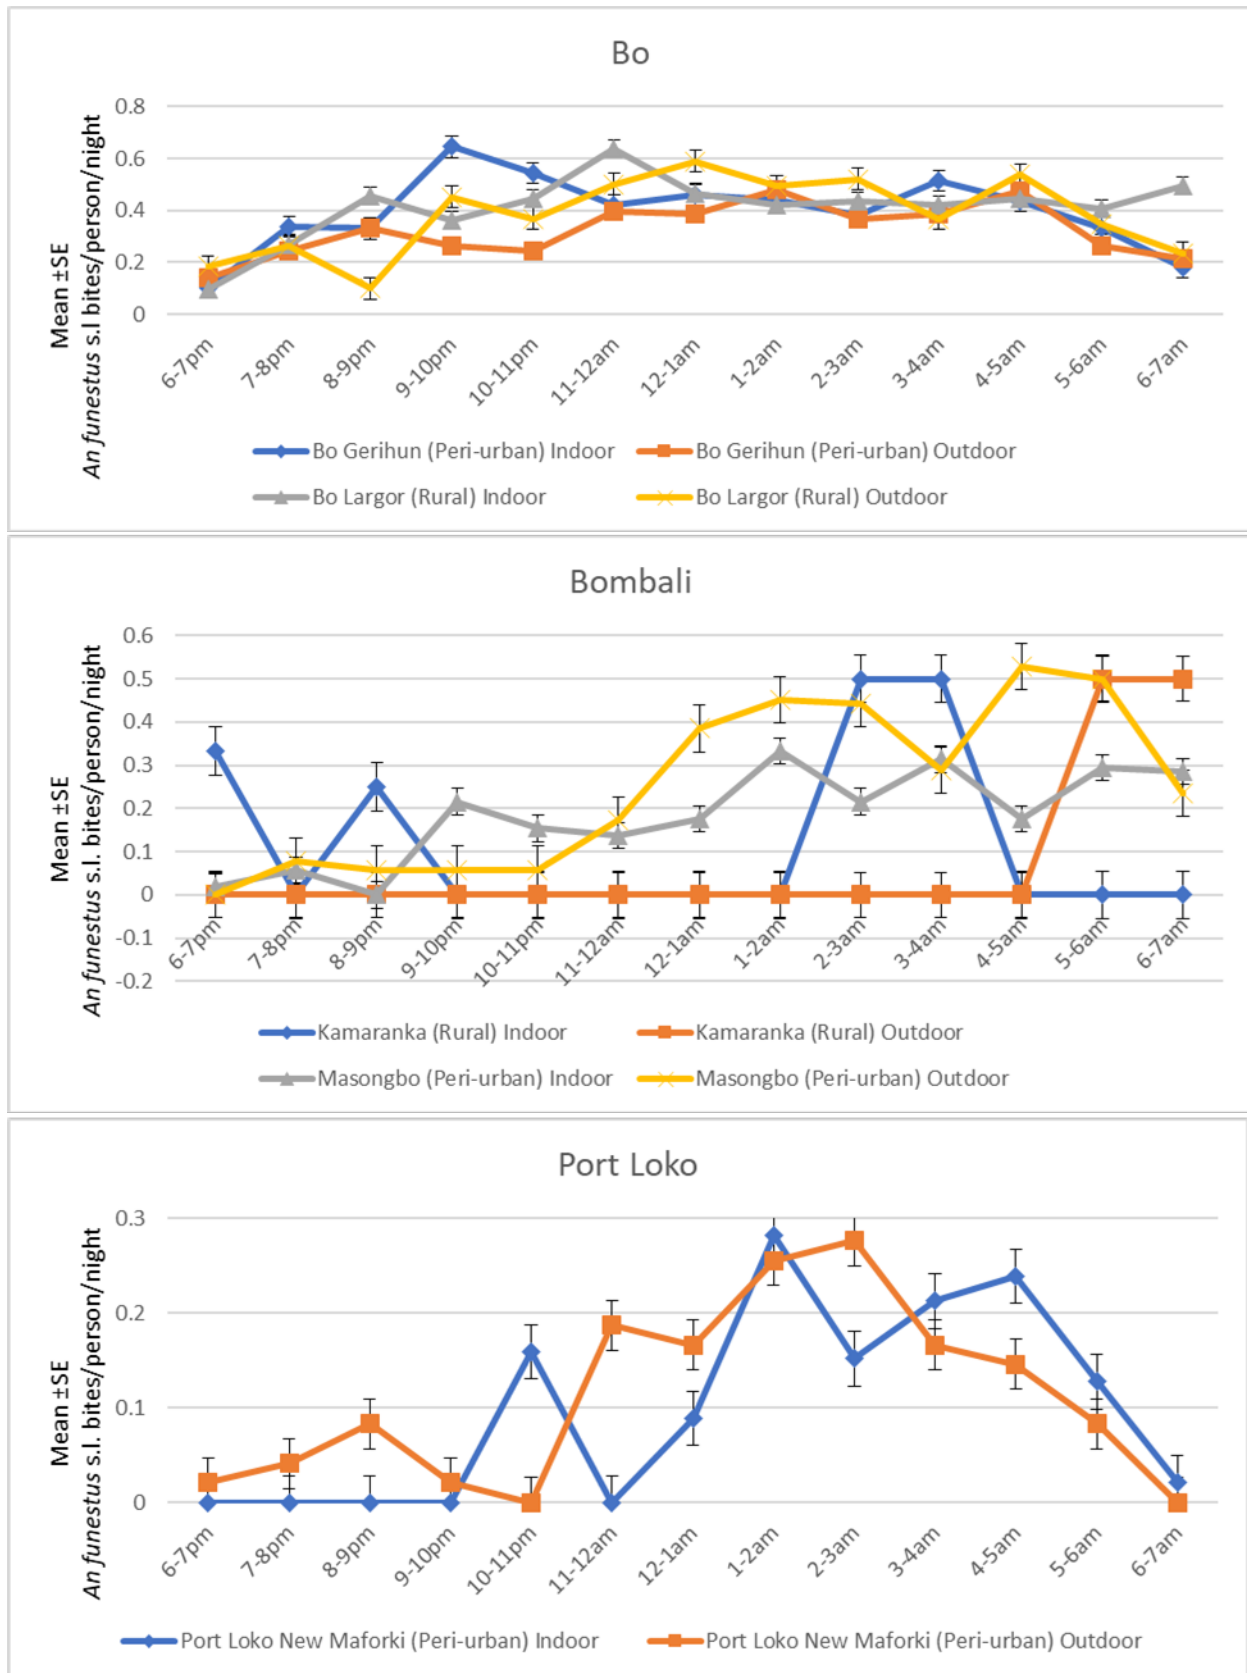 Bo
Mean ±SE
An funestus s.l bites/person/night
0.8
0.6
0.4
0.2
0
6-7pm
7-8pm
8-9pm
9-10pm
10-11pm
11-12am
12-1am
1-2am
2-3am
3-4am
4-5am
5-6am
6-7am
Bo Gerihun (Peri-urban) Indoor
Bo Gerihun (Peri-urban) Outdoor
Bo Largor (Rural) Indoor
Bo Largor (Rural) Outdoor
Bombali
Mean ±SE
An funestus s.l. bites/person/night
0.6
0.5
0.4
0.3
0.2
0.1
0
-0.1
-0.2
6-7pm
7-8pm
8-9pm
9-10pm
10-11pm
11-12am
12-1am
1-2am
2-3am
3-4am
4-5am
5-6am
6-7am
Kamaranka (Rural) Indoor
Kamaranka (Rural) Outdoor
Masongbo (Peri-urban) Indoor
Masongbo (Peri-urban) Outdoor
Port Loko
Mean ±SE
An funestus s.l. bites/person/night
0.3
0.2
0.1
0
6-7pm
7-8pm
8-9pm
9-10pm
10-11pm
11-12am
12-1am
1-2am
2-3am
3-4am
4-5am
5-6am
6-7am
Port Loko New Maforki (Peri-urban) Indoor
Port Loko New Maforki (Peri-urban) Outdoor